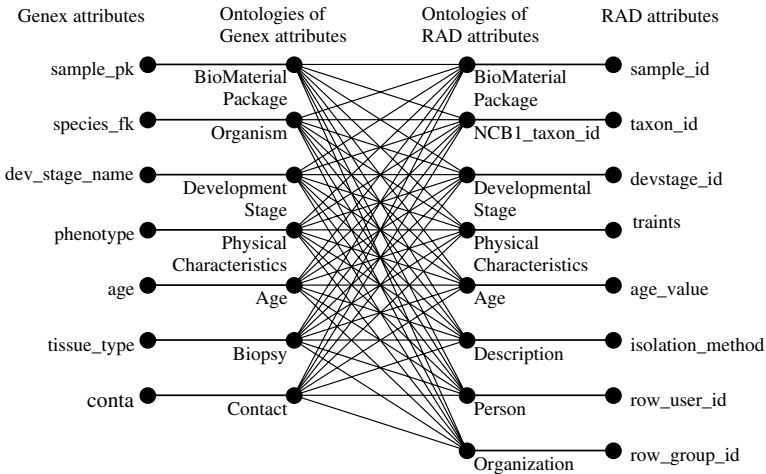 Genex attributes
Ontologies of
Genex attributes
Ontologies of
RAD attributes
RAD attributes
sample_pk
BioMaterial
Package
BioMaterial
Package
sample_id
species_fk
Organism
NCB1_taxon_id
taxon_id
dev_stage_name
Development
Stage
Developmental
Stage
devstage_id
phenotype
Physical
Characteristics
Physical
Characteristics
traints
age
Age
Age
age_value
tissue_type
Biopsy
Description
isolation_method
conta
Contact
Person
row_user_id
Organization
row_group_id